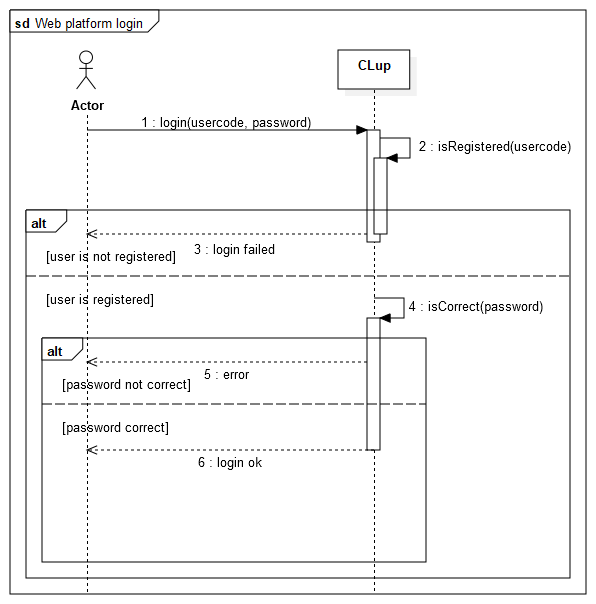 sd Web platform login
CLup
Actor
1 : login(usercode, password)
2 : isRegistered(usercode)
alt
3 : login failed
[user is not registered]
[user is registered]
4 : isCorrect(password)
alt
5 : error
[password not correct]
[password correct]
6 : login ok